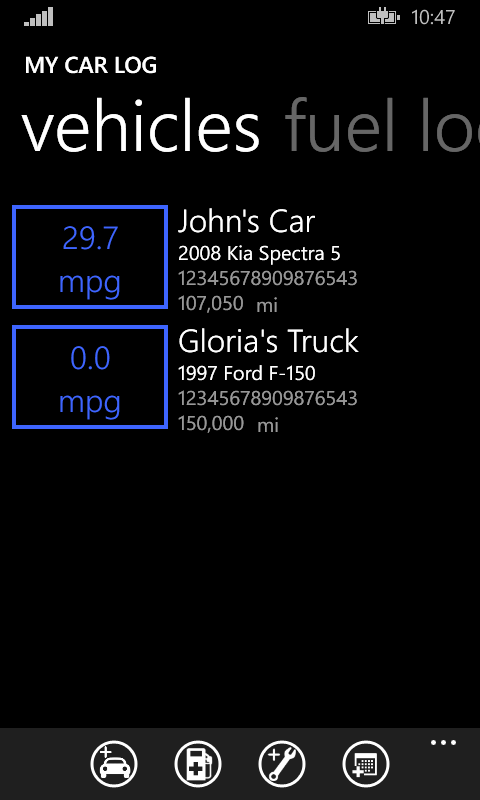 10:47
MY CAR LOG
vehicles fuel lo
29.7
mpg
John's Car
2008 Kia Spectra 5
12345678909876543
107,050 mi
0.0
mpg
Gloria's Truck
1997 Ford F-150
12345678909876543
150,000 mi